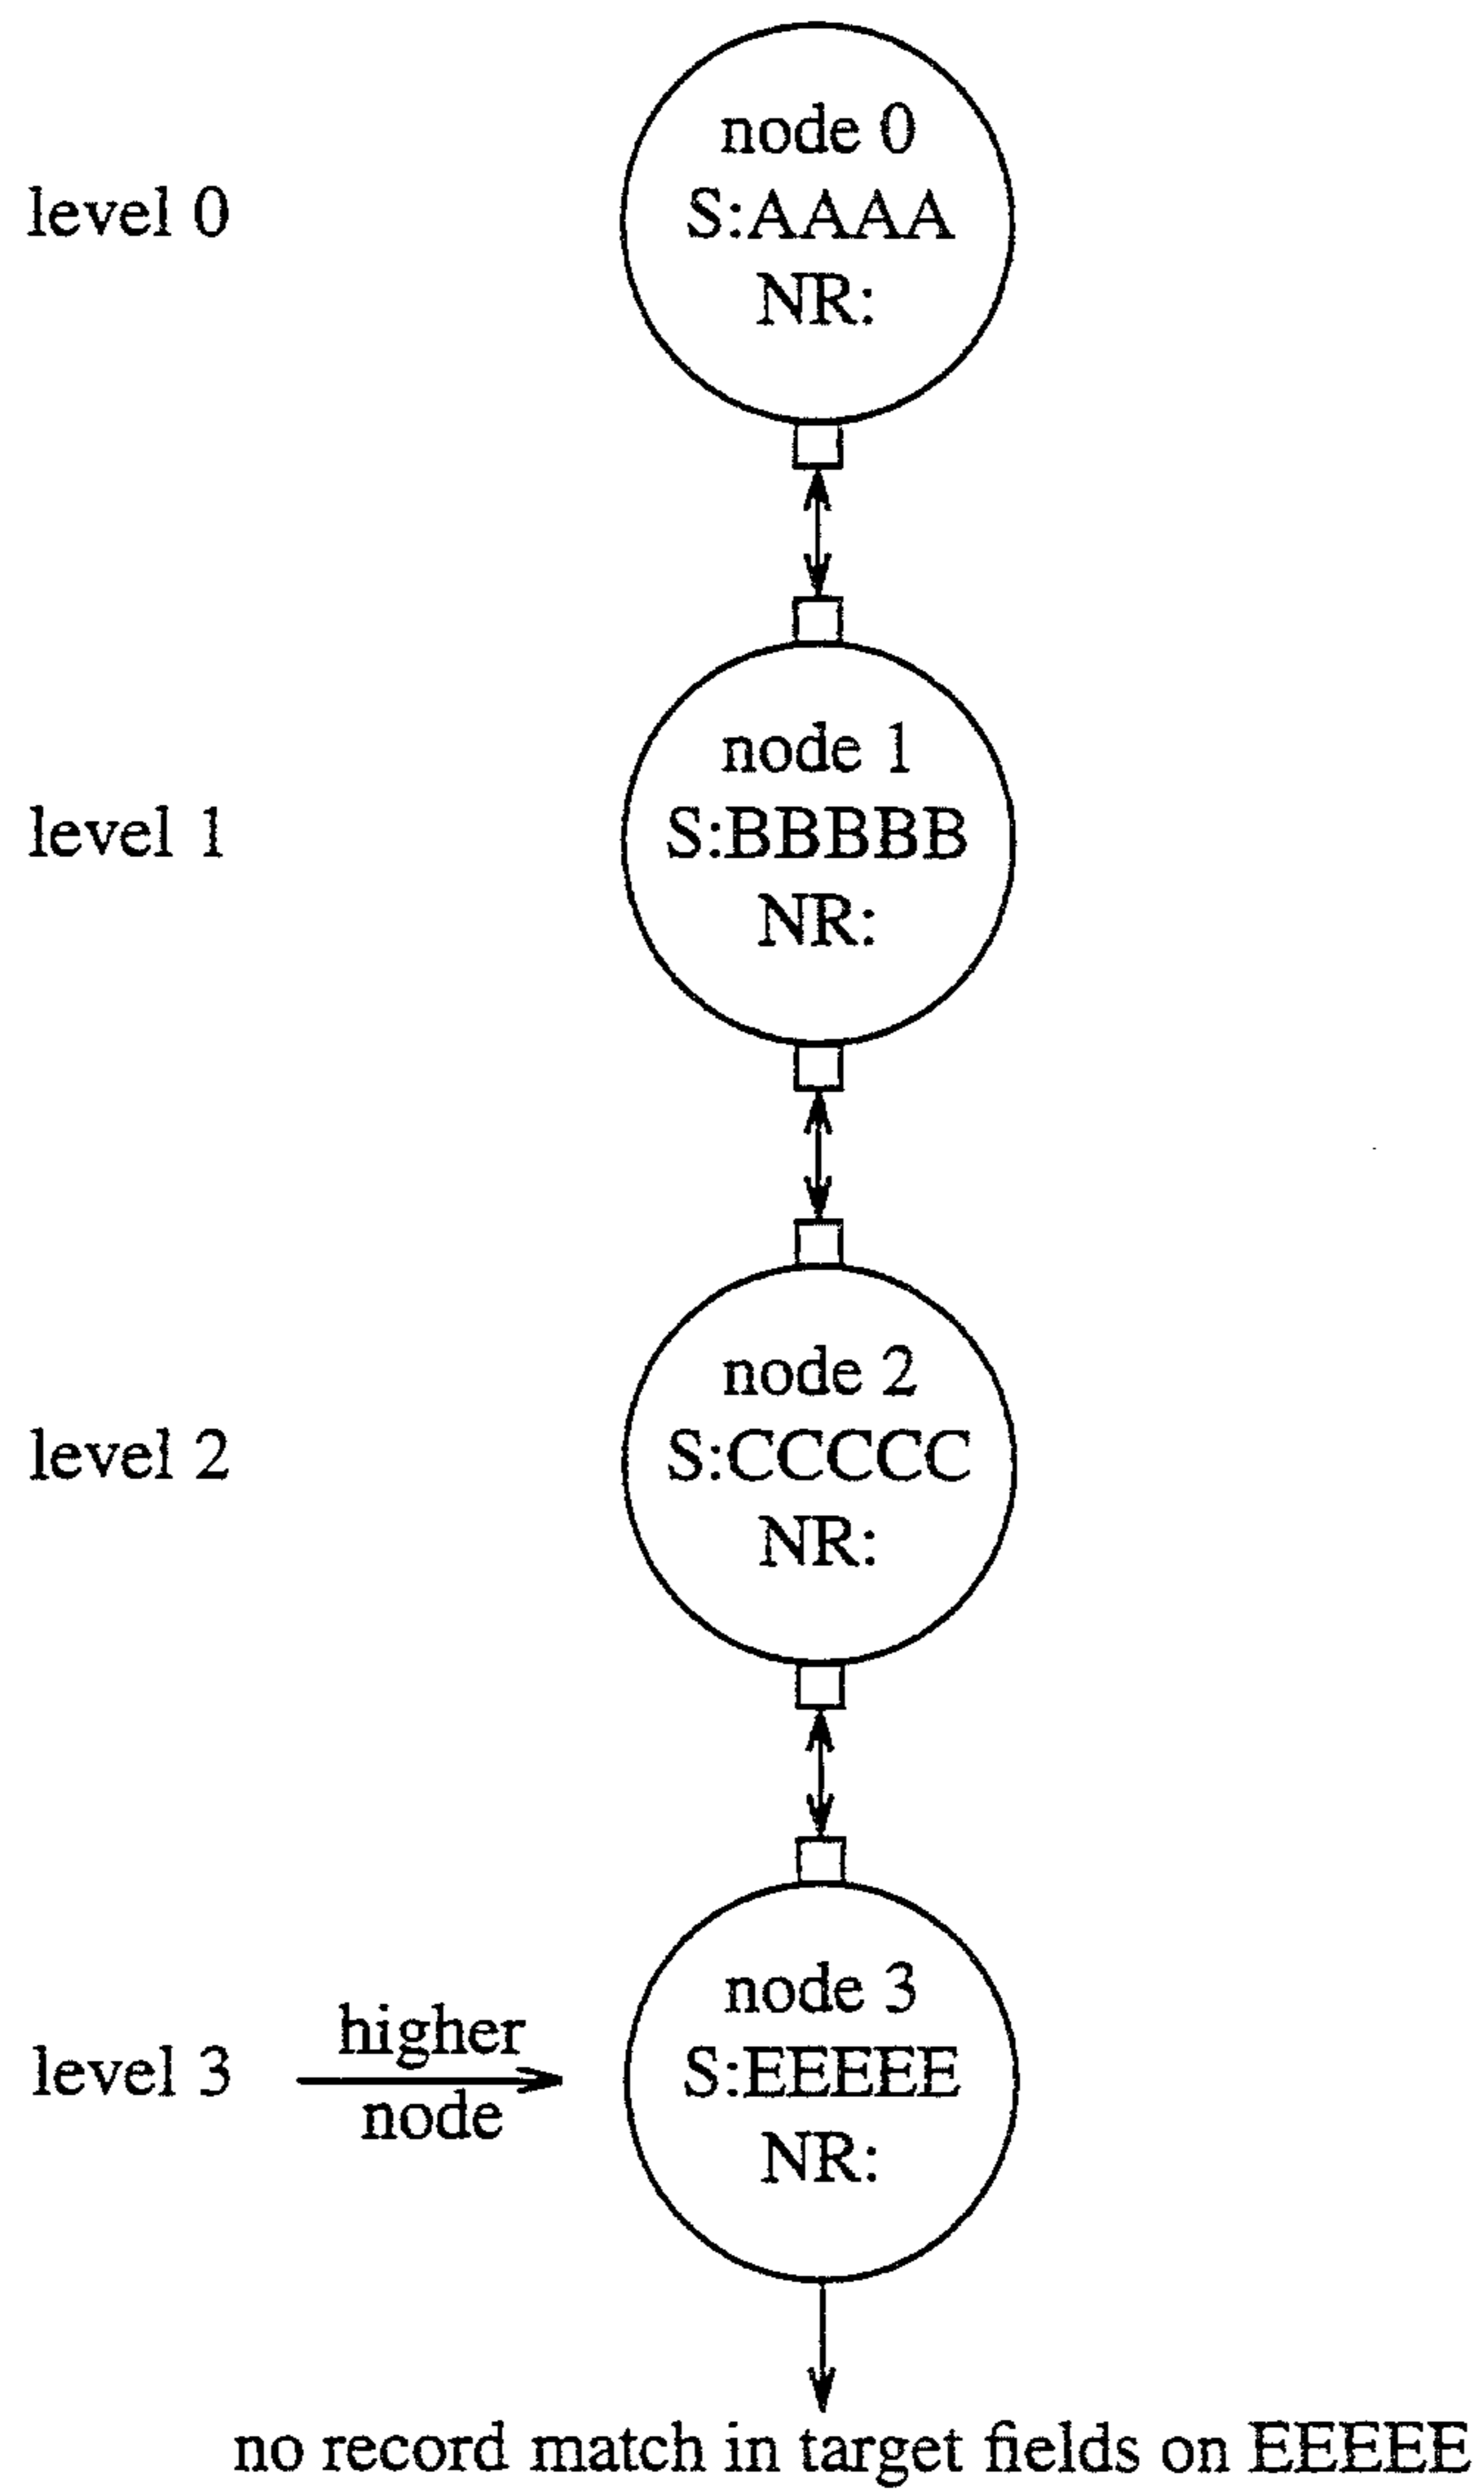 node 0
level 0
S:AAAA
NR:
node 1
level 1
S:BBBBB
NR:
node 2
level 2
S:CCCCC
NR:
node 3
level 3
higher
node
S:EEEEE
NR:
no record match in target fields on EEEEE